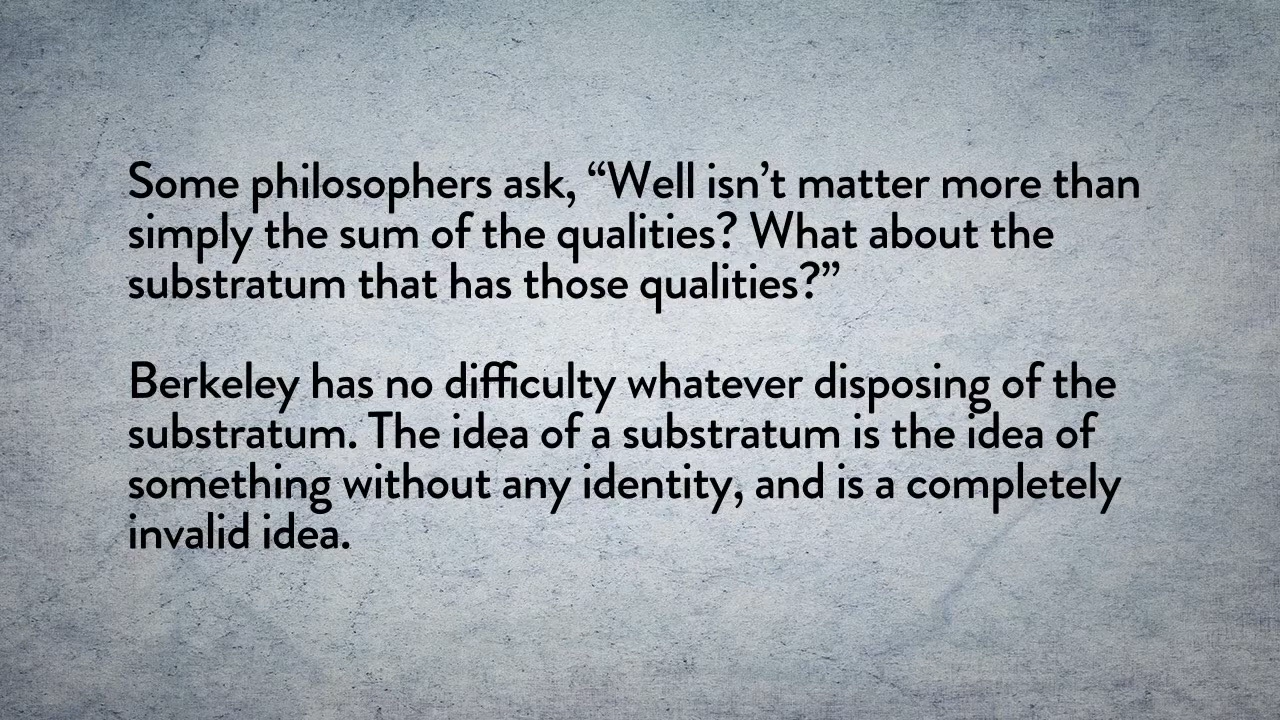 Some philosophers ask, “Well isn’t matter more than
simply the sum of the qualities? What about the
substratum that has those qualities?”
Berkeley has no difficulty whatever disposing of the
substratum. The idea of a substratum is the idea of
something without any identity, and is a completely
invalid idea.